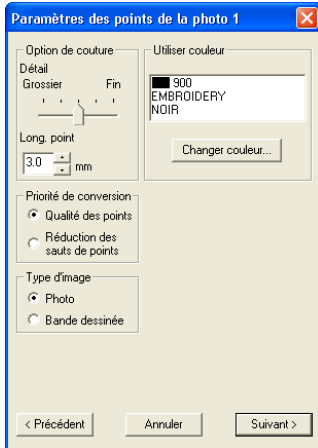 Paramètres des points de la photo 1
Option de couture
Détail
Grossier Fin
Long. point
3.0 mm
Priorité de conversion
Qualité des points
Réduction des
sauts de points
Type d'image
Photo
Bande dessinée
Utiliser couleur
900
EMBROIDERY
NOIR
Changer couleur...
< Précédent Annuler Suivant >